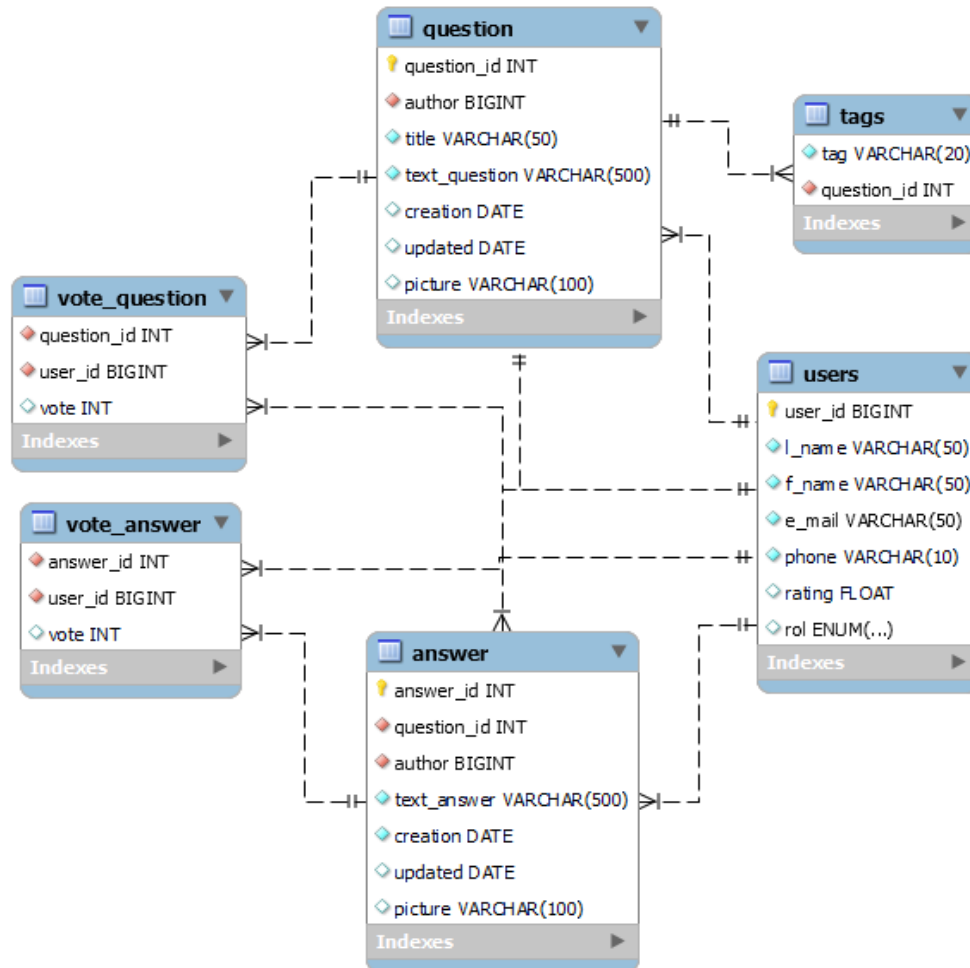 question
question_id INT
author BIGINT
title VARCHAR(50)
text_question VARCHAR(500)
creation DATE
updated DATE
picture VARCHAR(100)
Indexes
tags
tag VARCHAR(20)
question_id INT
Indexes
vote_question
question_id INT
user_id BIGINT
vote INT
Indexes
users
user_id BIGINT
l_name VARCHAR(50)
f_name VARCHAR(50)
e_mail VARCHAR(50)
phone VARCHAR(10)
rating FLOAT
rol ENUM(...)
Indexes
vote_answer
answer_id INT
user_id BIGINT
vote INT
Indexes
answer
answer_id INT
question_id INT
author BIGINT
text_answer VARCHAR(500)
creation DATE
updated DATE
picture VARCHAR(100)
Indexes